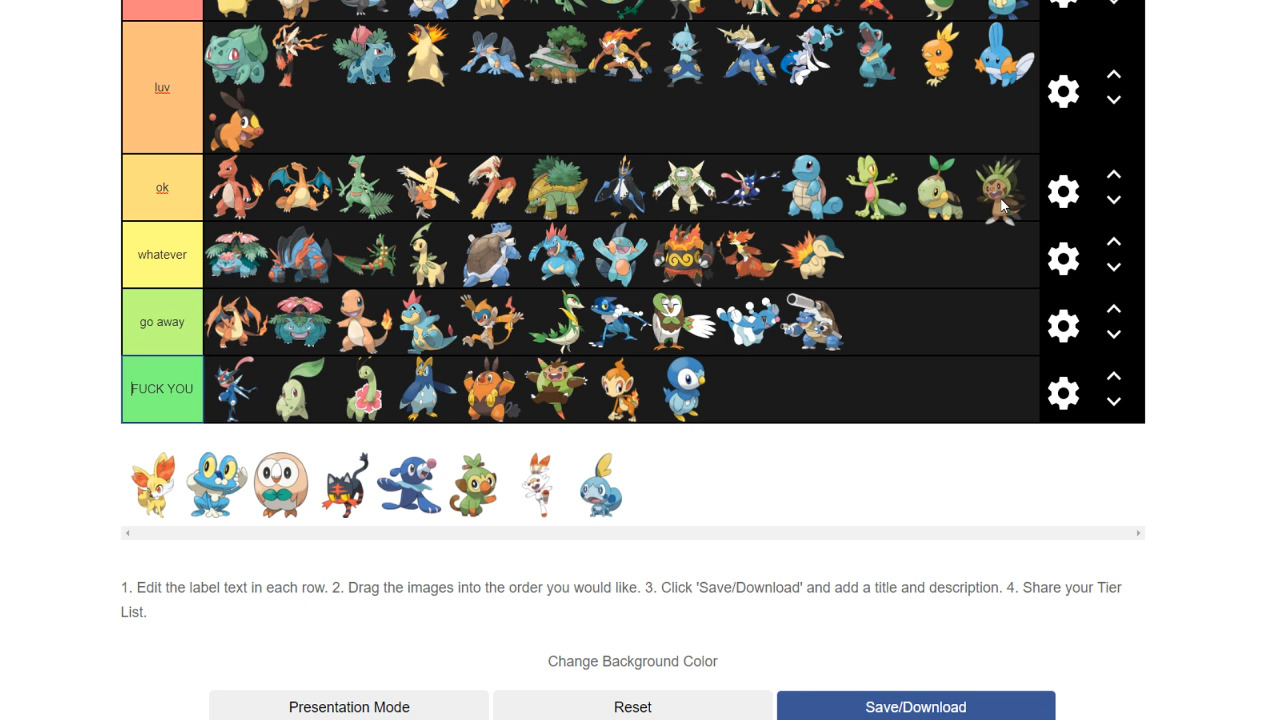 luv
ok
whatever
go away
FUCK YOU
1. Edit the label text in each row. 2. Drag the images into the order you would like. 3. Click 'Save/Download' and add a title and description. 4. Share your Tier
List.
Change Background Color
Presentation Mode
Reset
Save/Download